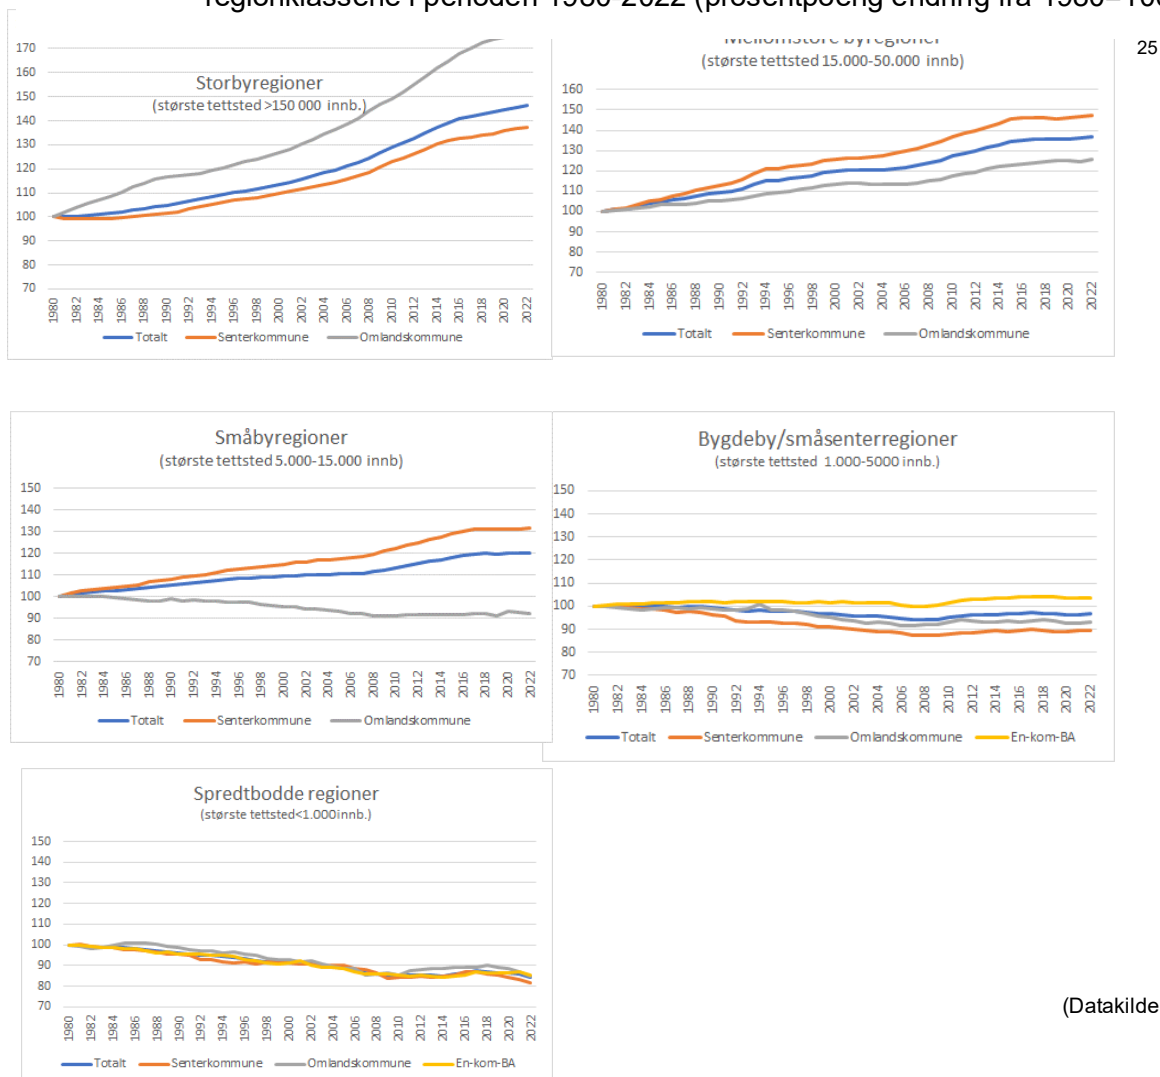 regionklassene i perioden 1980-2022 (prosentpoeng endring fra 1980=100
25
Storbyregioner
(største tettsted >150 000 innb.)
170
160
150
140
130
120
110
100
90
80
70
1980 1982 1984 1986 1988 1990 1992 1994 1996 1998 2000 2002 2004 2006 2008 2010 2012 2014 2016 2018 2020 2022
Totalt Senterkommune Omlandskommune
Mellomstore byregioner
(største tettsted 15.000-50.000 innb)
160
150
140
130
120
110
100
90
80
70
1980 1982 1984 1986 1988 1990 1992 1994 1996 1998 2000 2002 2004 2006 2008 2010 2012 2014 2016 2018 2020 2022
Totalt Senterkommune Omlandskommune
Småbyregioner
(største tettsted 5.000-15.000 innb)
150
140
130
120
110
100
90
80
70
1980 1982 1984 1986 1988 1990 1992 1994 1996 1998 2000 2002 2004 2006 2008 2010 2012 2014 2016 2018 2020 2022
Totalt Senterkommune Omlandskommune
Bygdeby/småsenterregioner
(største tettsted 1.000-5000 innb.)
150
140
130
120
110
100
90
80
70
1980 1982 1984 1986 1988 1990 1992 1994 1996 1998 2000 2002 2004 2006 2008 2010 2012 2014 2016 2018 2020 2022
Totalt Senterkommune Omlandskommune En-kom-BA
Spredtbodde regioner
(største tettsted<1.000innb.)
150
140
130
120
110
100
90
80
70
1980 1982 1984 1986 1988 1990 1992 1994 1996 1998 2000 2002 2004 2006 2008 2010 2012 2014 2016 2018 2020 2022
Totalt Senterkommune Omlandskommune En-kom-BA
(Datakilde